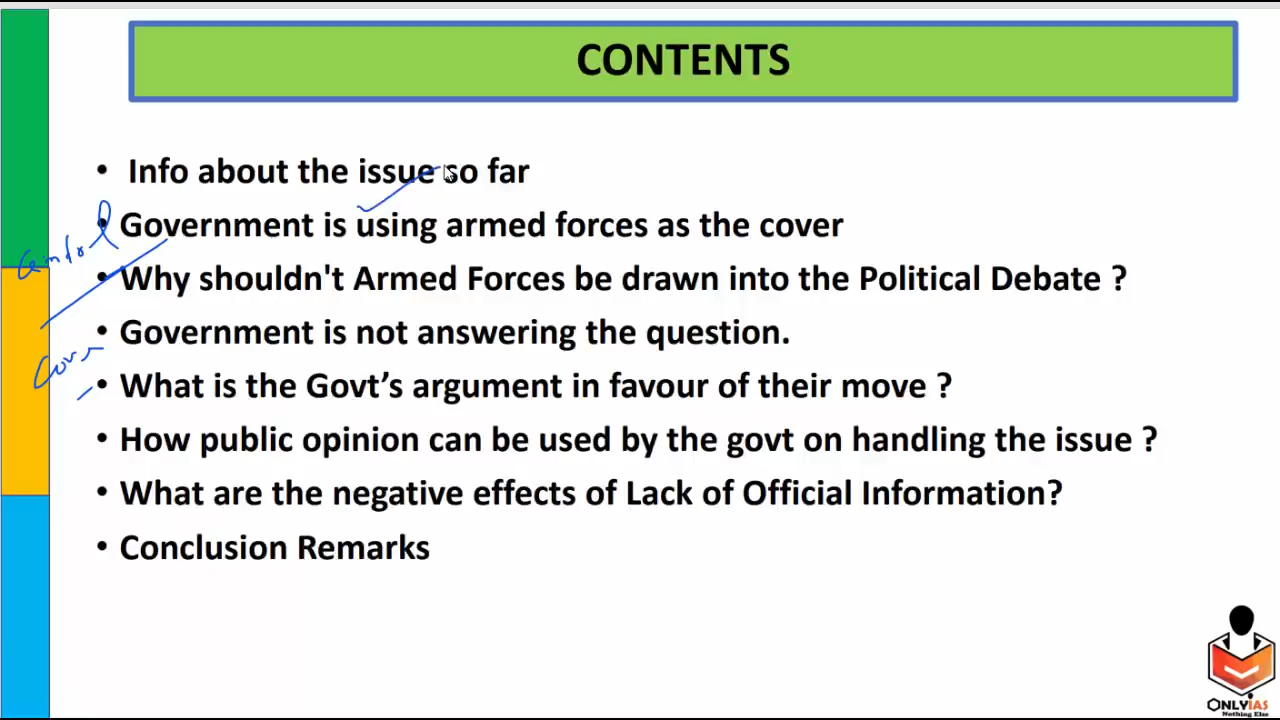 CONTENTS
• Info about the issue so far
• Government is using armed forces as the cover
• Why shouldn't Armed Forces be drawn into the Political Debate ?
• Government is not answering the question.
• What is the Govt’s argument in favour of their move ?
• How public opinion can be used by the govt on handling the issue ?
• What are the negative effects of Lack of Official Information?
• Conclusion Remarks
Cover
ONLYIAS
Nothing Else